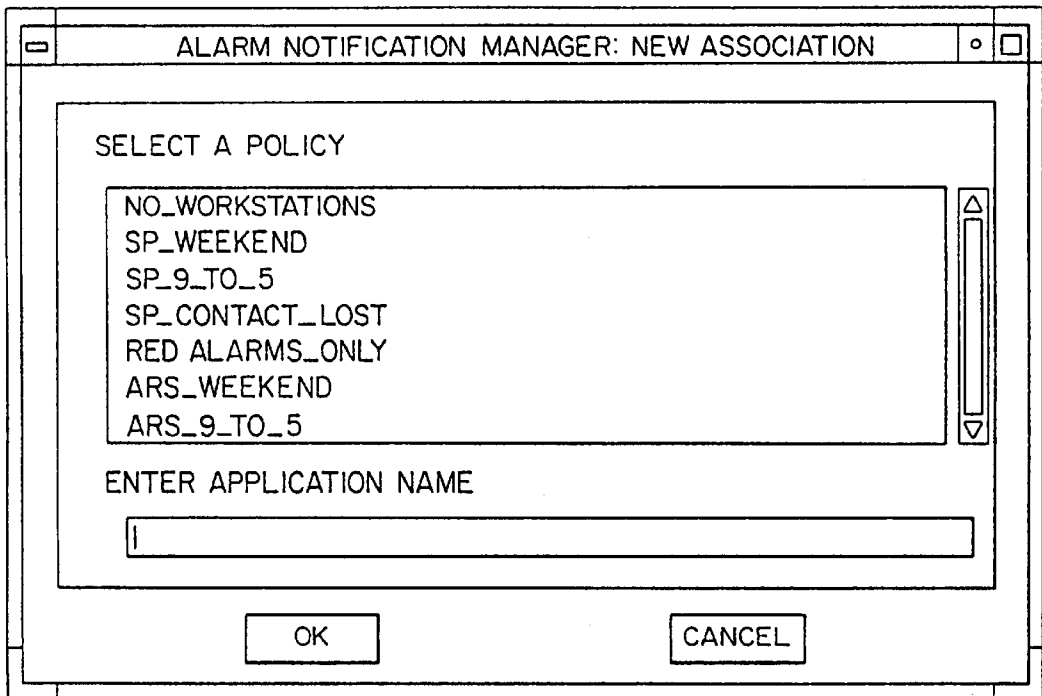 ALARM NOTIFICATION MANAGER: NEW ASSOCIATION
SELECT A POLICY
NO_WORKSTATIONS
SP_WEEKEND
SP_9_TO_5
SP_CONTACT_LOST
RED ALARMS_ONLY
ARS_WEEKEND
ARS_9_TO_5
ENTER APPLICATION NAME
OK CANCEL